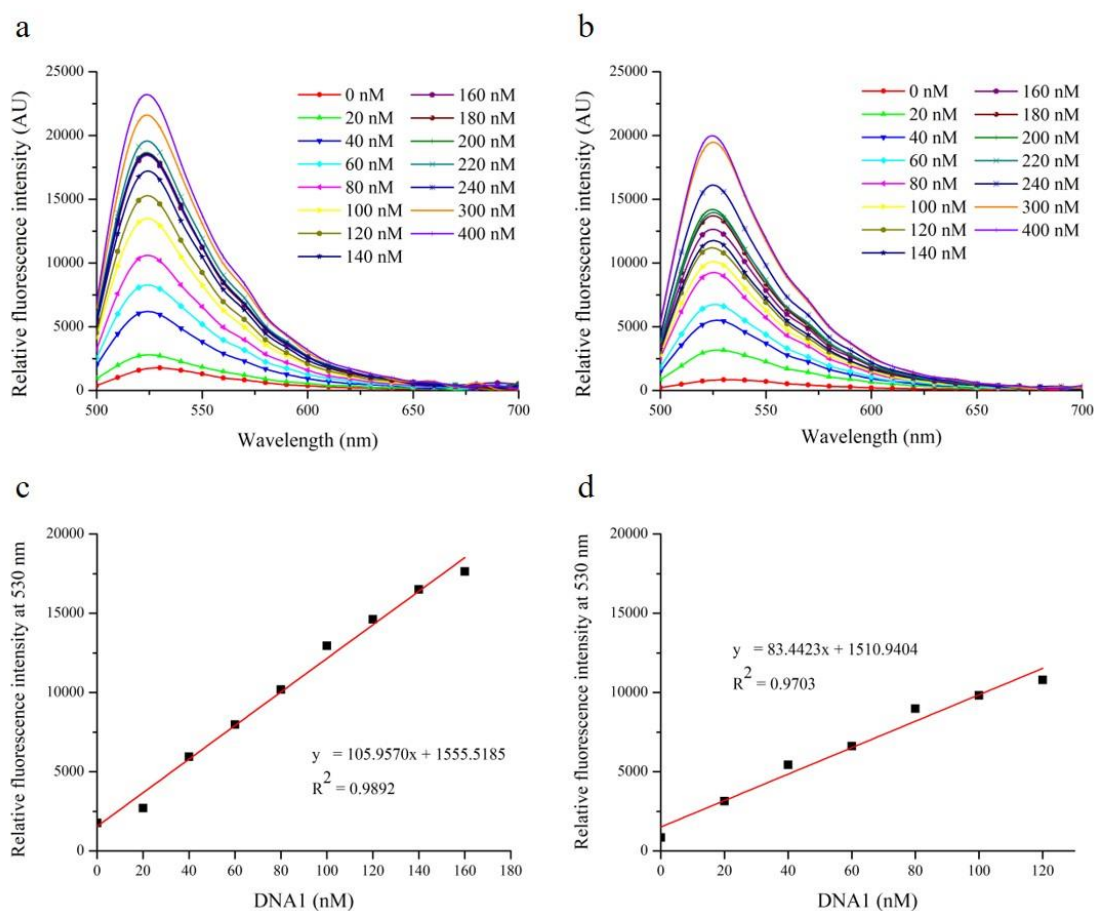 a
Relative fluorescence intensity (AU)
25000
20000
15000
10000
5000
0
500 550 600 650 700
Wavelength (nm)
0 nM 160 nM
20 nM 180 nM
40 nM 200 nM
60 nM 220 nM
80 nM 240 nM
100 nM 300 nM
120 nM 400 nM
140 nM
b
Relative fluorescence intensity (AU)
25000
20000
15000
10000
5000
0
500 550 600 650 700
Wavelength (nm)
0 nM 160 nM
20 nM 180 nM
40 nM 200 nM
60 nM 220 nM
80 nM 240 nM
100 nM 300 nM
120 nM 400 nM
140 nM
c
Relative fluorescence intensity at 530 nm
20000
15000
10000
5000
0
y = 105.9570x + 1555.5185
R2 = 0.9892
0 20 40 60 80 100 120 140 160 180
DNA1 (nM)
d
Relative fluorescence intensity at 530 nm
20000
15000
10000
5000
0
y = 83.4423x + 1510.9404
R2 = 0.9703
0 20 40 60 80 100 120
DNA1 (nM)